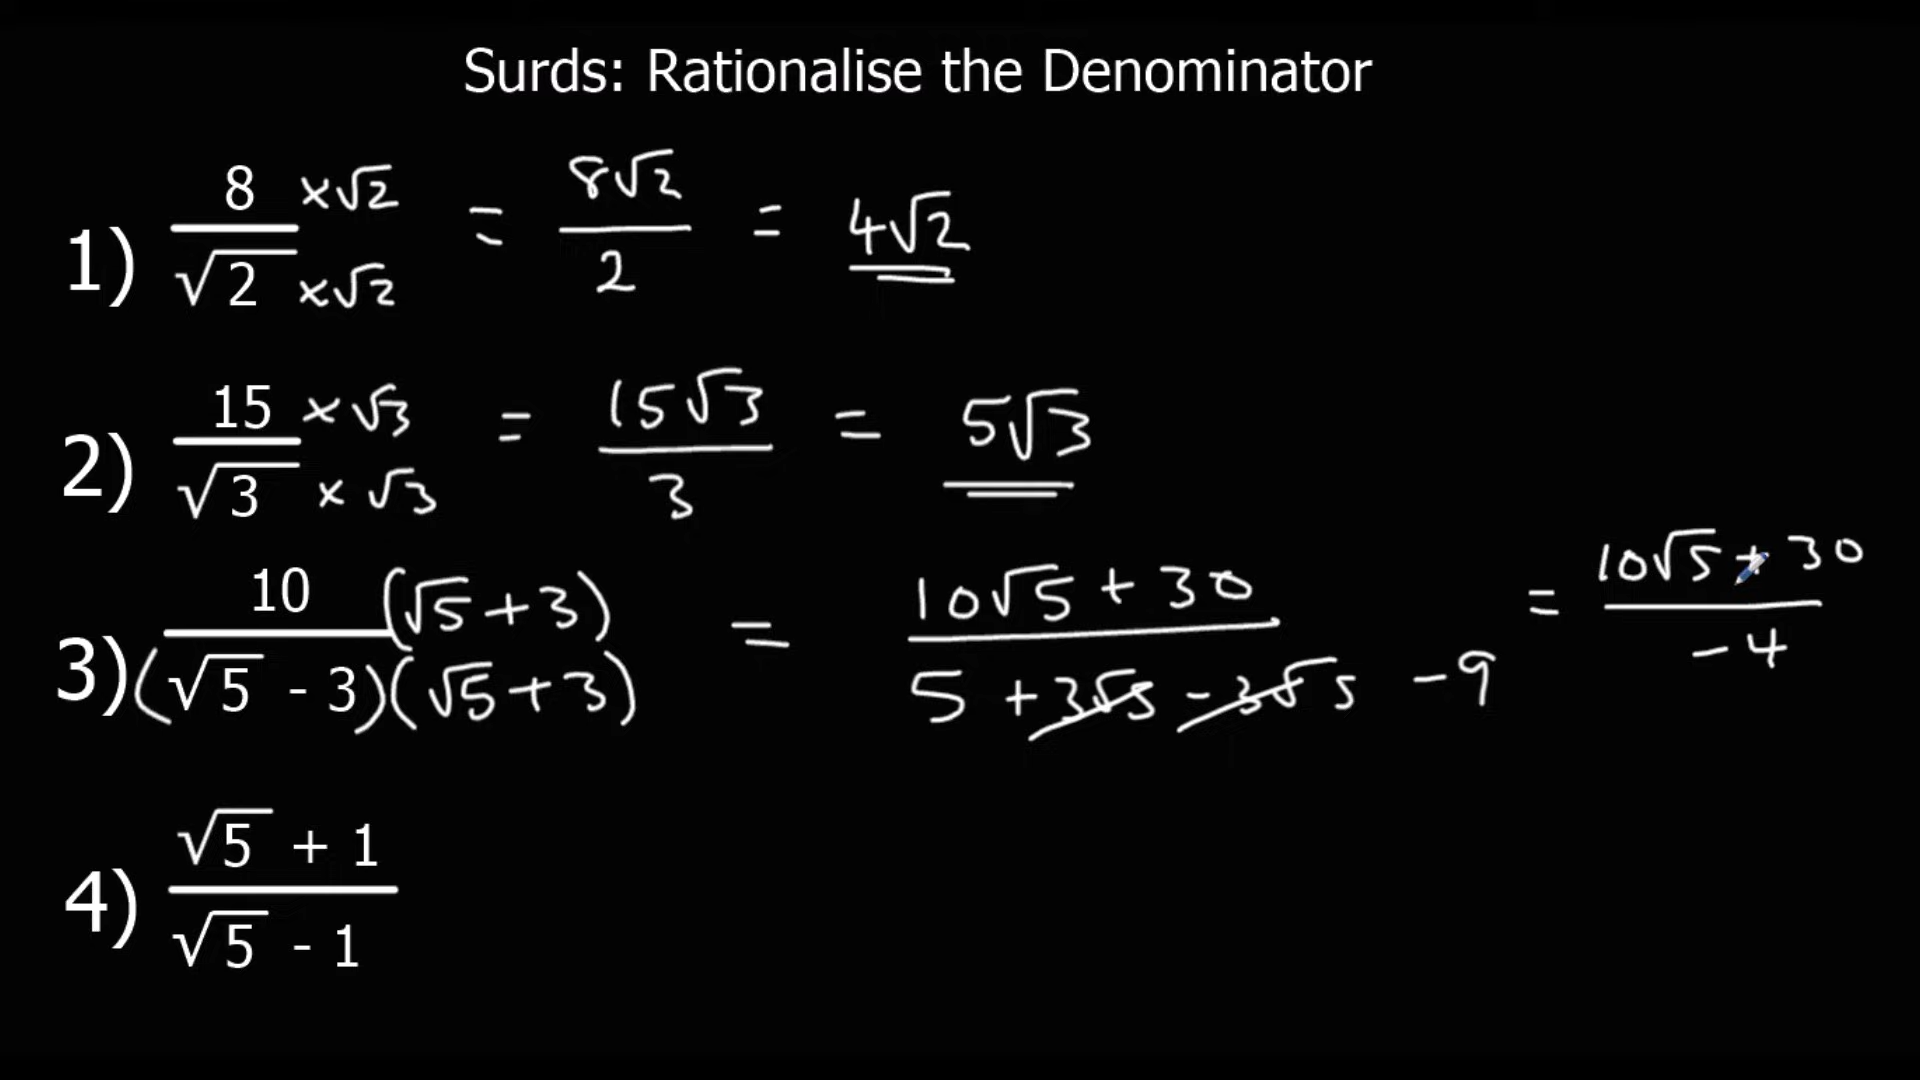 Surds: Rationalise the Denominator
1) 8/√2 ×√2/×√2 = 8√2/2 = 4√2
2) 15/√3 ×√3/×√3 = 15√3/3 = 5√3
3) 10(√5+3)/(√5 - 3)(√5+3) = 10√5+30/5+3√5-3√5-9 = 10√5+30/-4
4) √5 + 1/√5 - 1